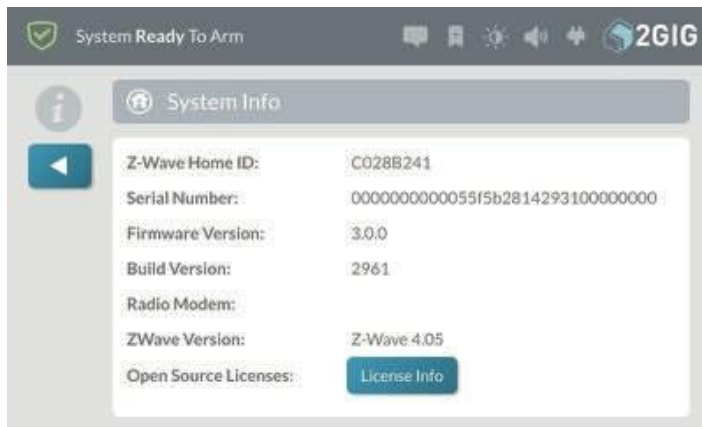 System Ready To Arm
2GIG
System Info
Z-Wave Home ID: C028B241
Serial Number: 0000000000055f5b2814293100000000
Firmware Version: 3.0.0
Build Version: 2961
Radio Modem:
ZWave Version: Z-Wave 4.05
Open Source Licenses: License Info